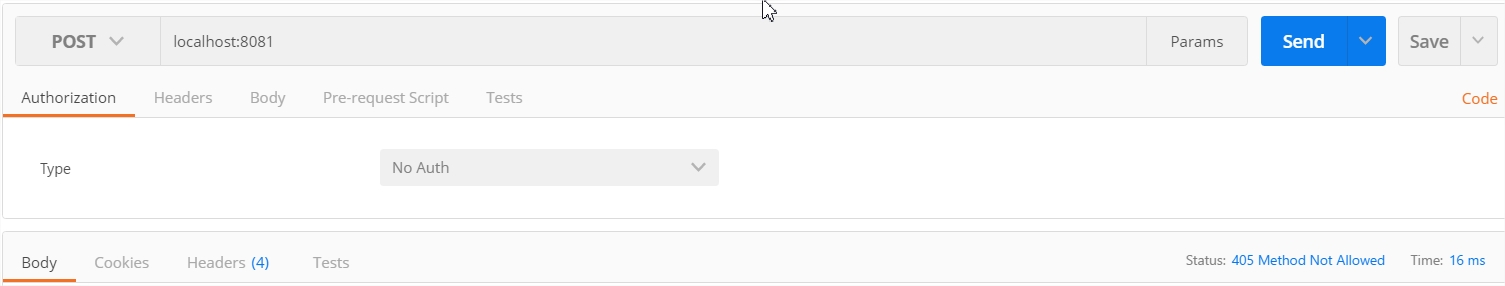 POST localhost:8081 Params Send Save
Authorization Headers Body Pre-request Script Tests Code
Type No Auth
Body Cookies Headers (4) Tests Status: 405 Method Not Allowed Time: 16 ms